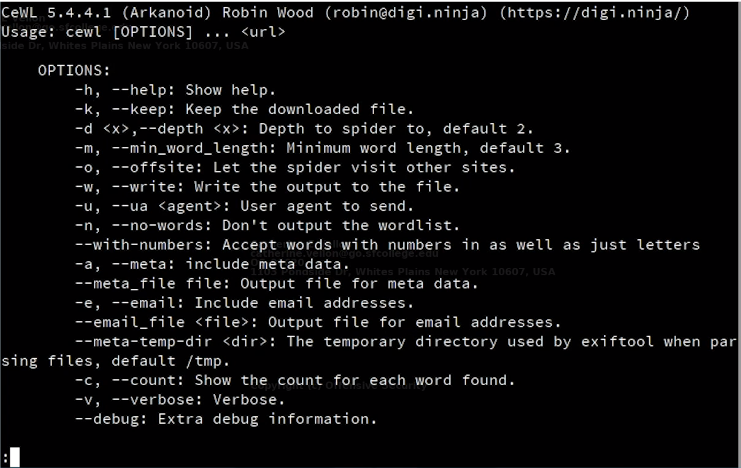 CeWL 5.4.4.1 (Arkanoid) Robin Wood (robin@digi.ninja) (https://digi.ninja/)
Usage: cewl [OPTIONS] ... <url>
side Dr, Whites Plains New York 10607, USA
OPTIONS:
-h, --help: Show help.
-k, --keep: Keep the downloaded file.
-d <x>,--depth <x>: Depth to spider to, default 2.
-m, --min_word_length: Minimum word length, default 3.
-o, --offsite: Let the spider visit other sites.
-w, --write: Write the output to the file.
-u, --ua <agent>: User agent to send.
-n, --no-words: Don't output the wordlist.
--with-numbers: Accept words with numbers in as well as just letters
-a, --meta: include meta data.
--meta_file file: Output file for meta data.
-e, --email: Include email addresses.
--email_file <file>: Output file for email addresses.
--meta-temp-dir <dir>: The temporary directory used by exiftool when par
sing files, default /tmp.
-c, --count: Show the count for each word found.
-v, --verbose: Verbose.
--debug: Extra debug information.
: